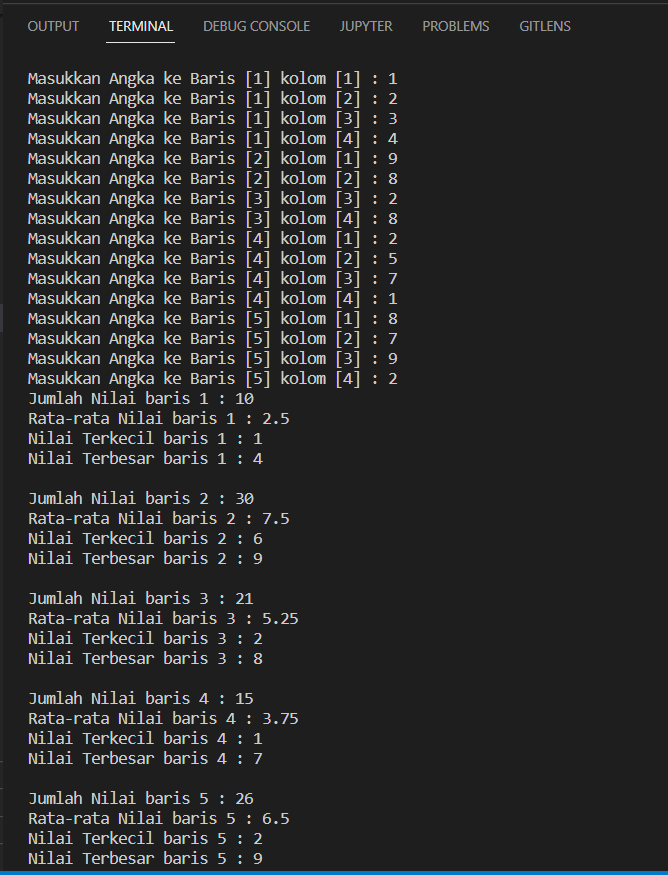 OUTPUT TERMINAL DEBUG CONSOLE JUPYTER PROBLEMS GITLENS
Masukkan Angka ke Baris [1] kolom [1] : 1
Masukkan Angka ke Baris [1] kolom [2] : 2
Masukkan Angka ke Baris [1] kolom [3] : 3
Masukkan Angka ke Baris [1] kolom [4] : 4
Masukkan Angka ke Baris [2] kolom [1] : 9
Masukkan Angka ke Baris [2] kolom [2] : 8
Masukkan Angka ke Baris [3] kolom [3] : 2
Masukkan Angka ke Baris [3] kolom [4] : 8
Masukkan Angka ke Baris [4] kolom [1] : 2
Masukkan Angka ke Baris [4] kolom [2] : 5
Masukkan Angka ke Baris [4] kolom [3] : 7
Masukkan Angka ke Baris [4] kolom [4] : 1
Masukkan Angka ke Baris [5] kolom [1] : 8
Masukkan Angka ke Baris [5] kolom [2] : 7
Masukkan Angka ke Baris [5] kolom [3] : 9
Masukkan Angka ke Baris [5] kolom [4] : 2
Jumlah Nilai baris 1 : 10
Rata-rata Nilai baris 1 : 2.5
Nilai Terkecil baris 1 : 1
Nilai Terbesar baris 1 : 4
Jumlah Nilai baris 2 : 30
Rata-rata Nilai baris 2 : 7.5
Nilai Terkecil baris 2 : 6
Nilai Terbesar baris 2 : 9
Jumlah Nilai baris 3 : 21
Rata-rata Nilai baris 3 : 5.25
Nilai Terkecil baris 3 : 2
Nilai Terbesar baris 3 : 8
Jumlah Nilai baris 4 : 15
Rata-rata Nilai baris 4 : 3.75
Nilai Terkecil baris 4 : 1
Nilai Terbesar baris 4 : 7
Jumlah Nilai baris 5 : 26
Rata-rata Nilai baris 5 : 6.5
Nilai Terkecil baris 5 : 2
Nilai Terbesar baris 5 : 9